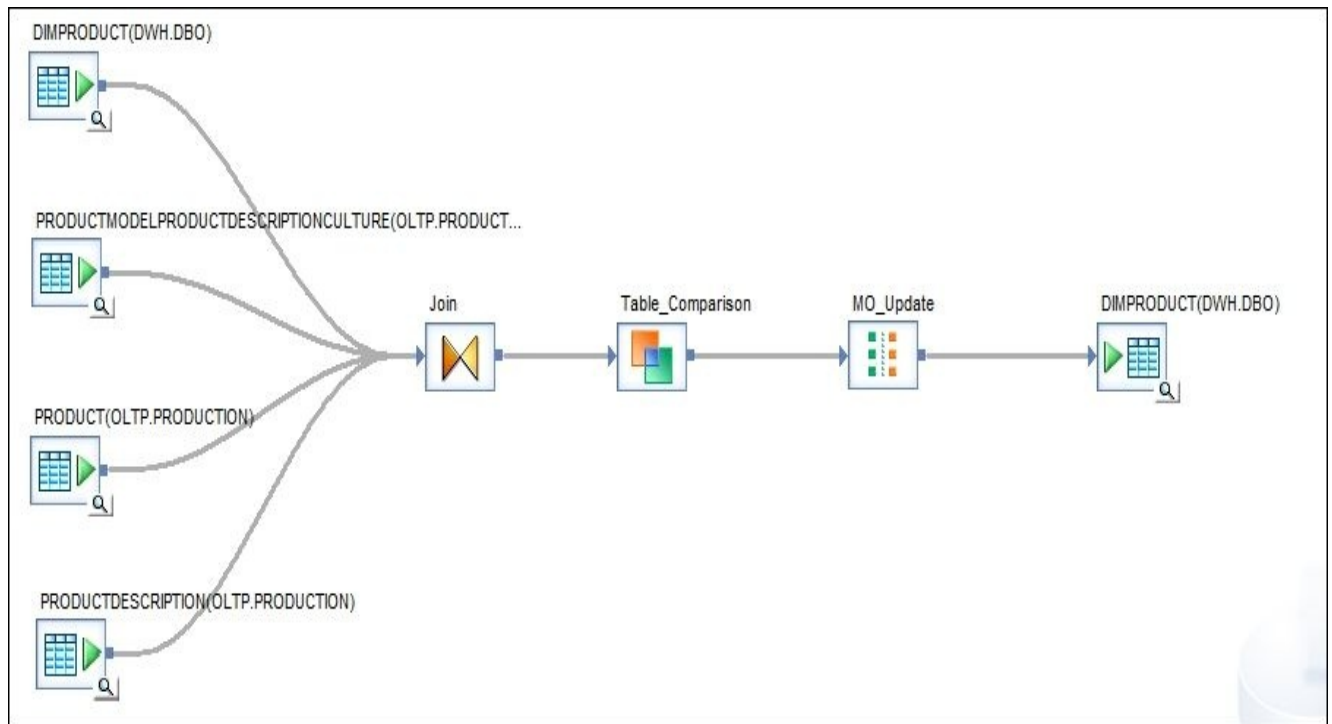 DIMPRODUCT(DWH.DBO)
PRODUCTMODELPRODUCTDESCRIPTIONCULTURE(OLTP.PRODUCT...
Join
Table_Comparison
MO_Update
DIMPRODUCT(DWH.DBO)
PRODUCT(OLTP.PRODUCTION)
PRODUCTDESCRIPTION(OLTP.PRODUCTION)